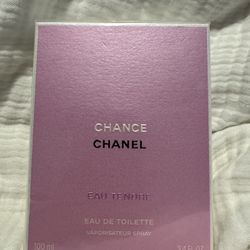 CHANCE
CHANEL
EAU TENDRE
EAU DE TOILETTE
VAPORISATEUR SPRAY
100 ml
3.4 FL. OZ.